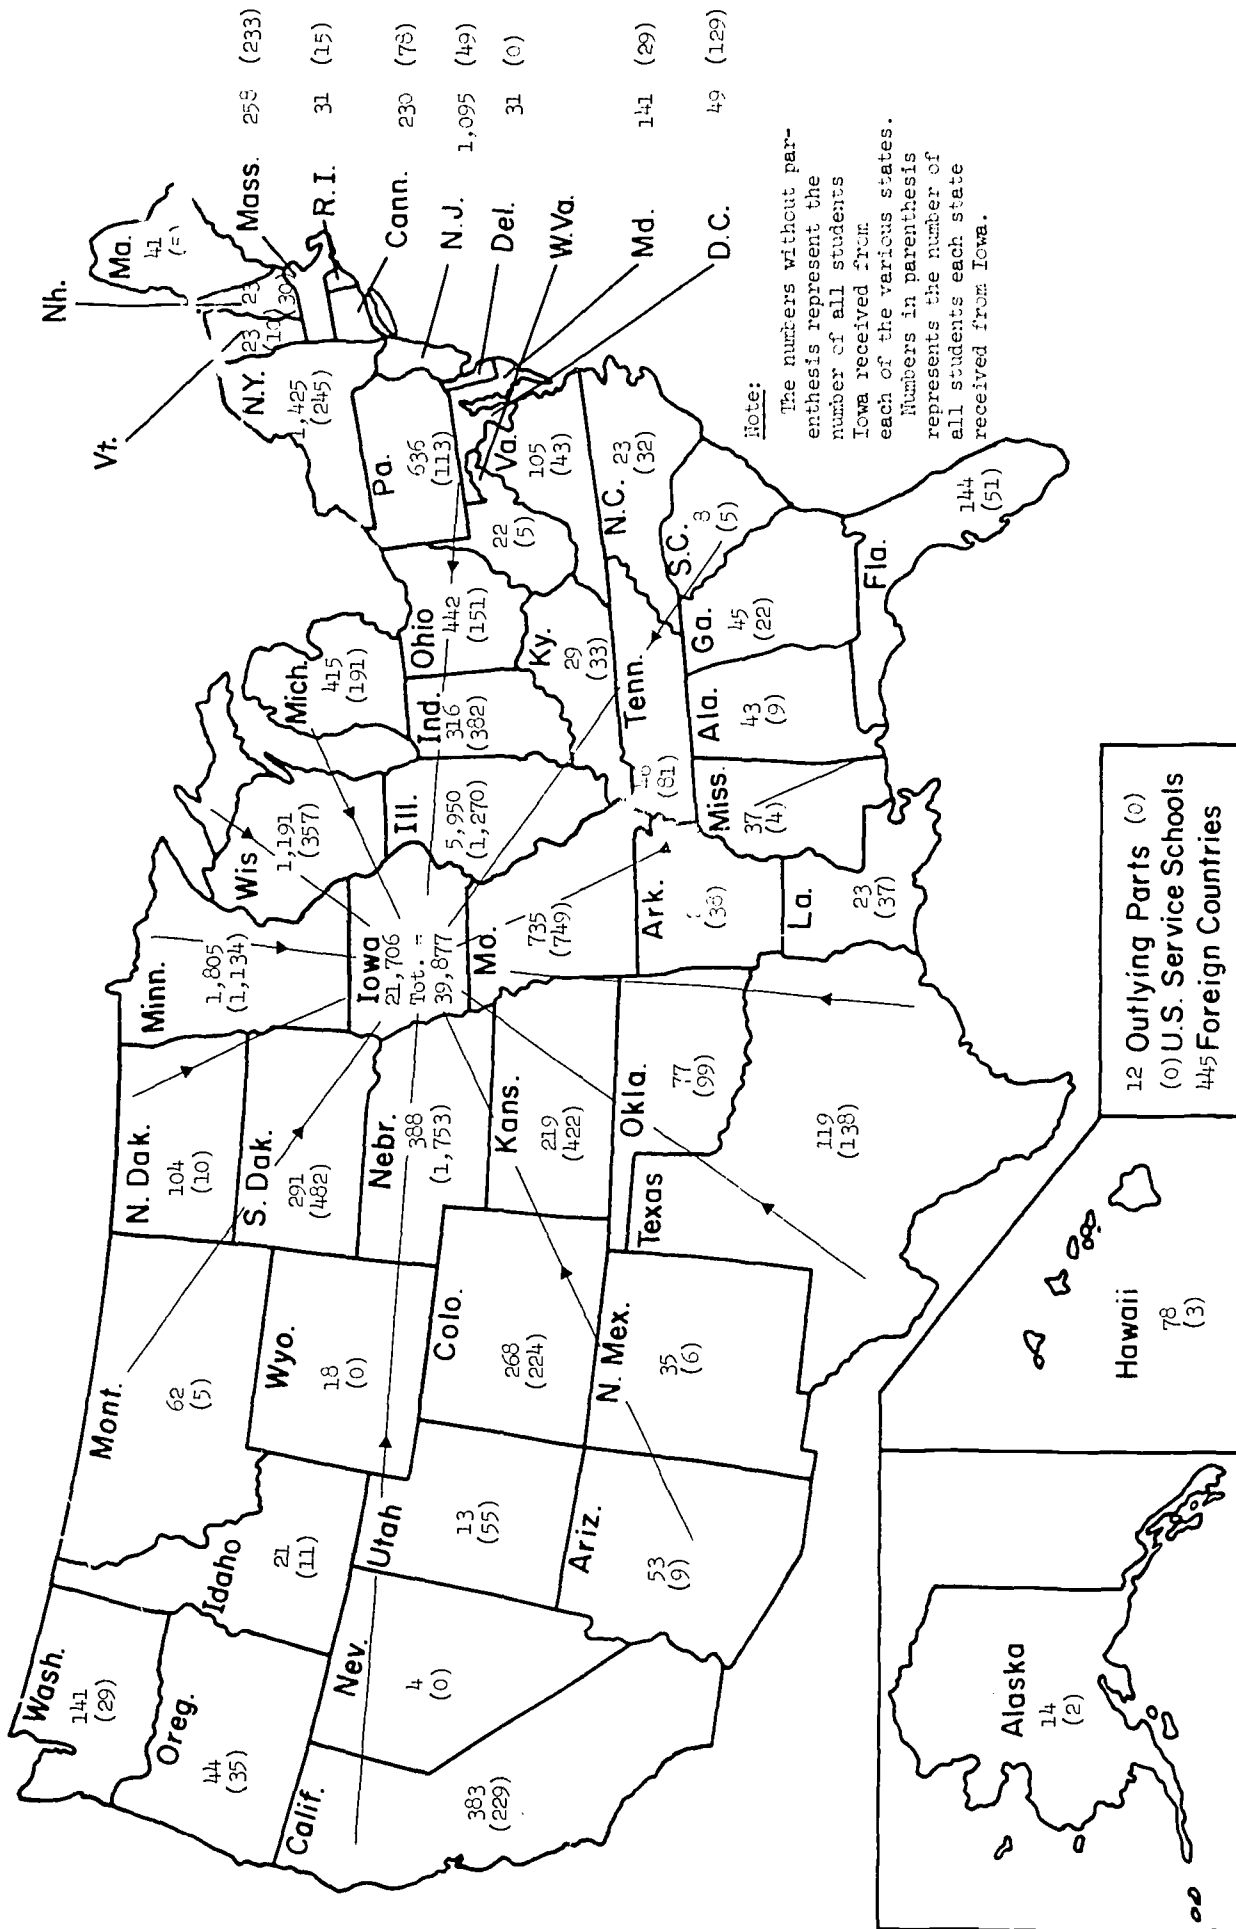 Wash.
141
(29)
Oreg.
44
(35)
Calif.
383
(229)
Nev.
4
(0)
Idaho
21
(11)
Mont.
62
(5)
Wyo.
18
(0)
Utah
13
(55)
Ariz.
53
(9)
Colo.
268
(224)
N. Mex.
35
(6)
N. Dak.
104
(10)
S. Dak.
291
(482)
Nebr.
388
(1,753)
Kans.
219
(422)
Okla.
77
(99)
Texas
119
(138)
Minn.
1,805
(1,134)
Iowa
21,706
Tot. =
39,877
Mo.
735
(749)
Ark.
(38)
La.
23
(37)
Wis
1,191
(357)
Ill.
5,950
(1,270)
Mich.
415
(191)
Ind.
316
(382)
Ohio
442
(151)
Ky.
29
(33)
Tenn.
(81)
Miss.
37
(4)
Ala.
43
(9)
Ga.
45
(22)
Fla.
144
(51)
S.C.
8
(5)
N.C.
23
(32)
Va.
105
(43)
22
(5)
Pa.
636
(113)
N.Y.
1,425
(245)
Vt.
23
(10)
Nh.
23
(30)
Ma.
41
Mass. 258 (233)
R.I. 31 (15)
Cann. 230 (78)
N.J. 1,095 (49)
Del. 31 (0)
W.Va.
Md. 141 (29)
D.C. 49 (129)
Note:
The numbers without par-
enthesis represent the
number of all students
Iowa received from
each of the various states.
Numbers in parenthesis
represents the number of
all students each state
received from Iowa.
Alaska
14
(2)
Hawaii
78
(3)
12 Outlying Parts (0)
(0) U.S. Service Schools
445 Foreign Countries